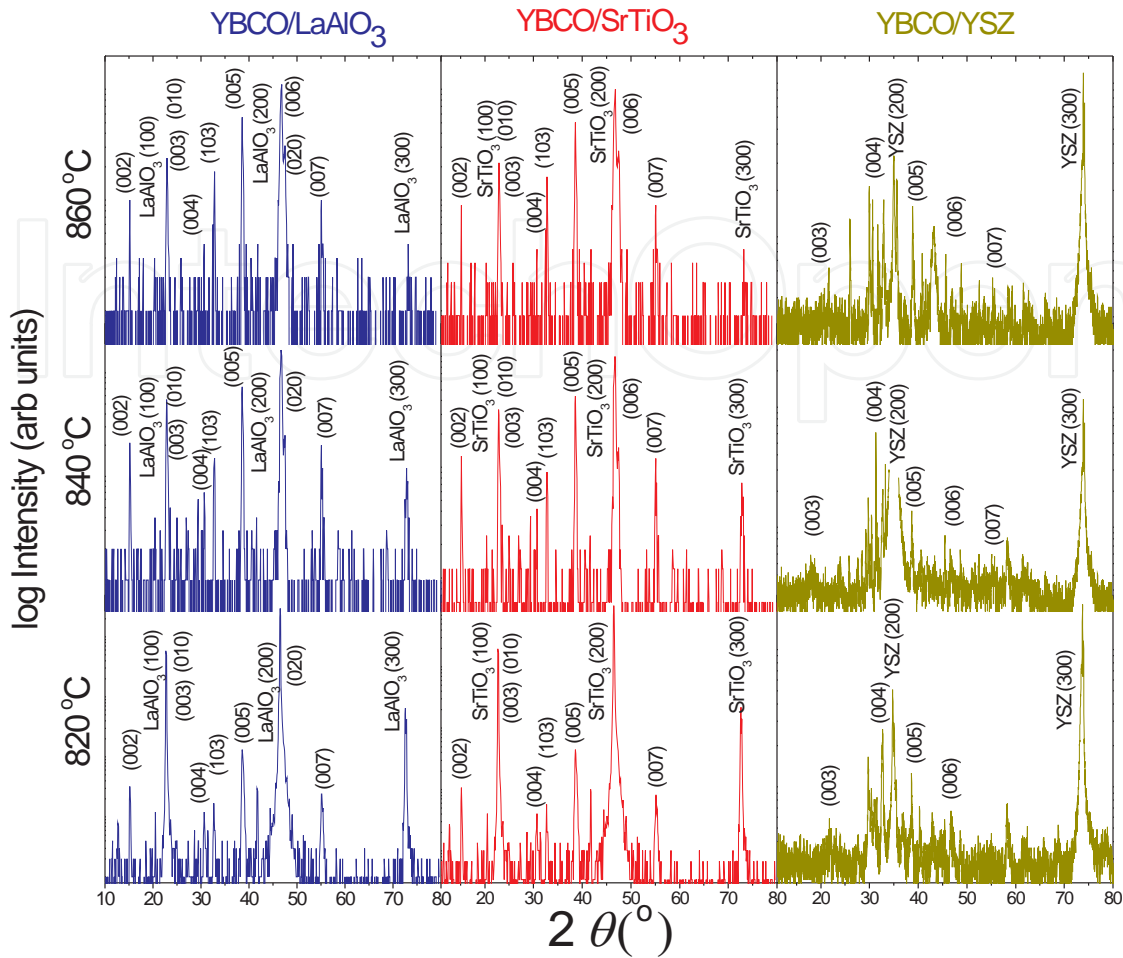 YBCO/LaAlO₃ YBCO/SrTiO₃ YBCO/YSZ
log Intensity (arb units)
860 °C
(002)
LaAlO₃ (100)
(003) (010)
(004)
(103)
(005)
LaAlO₃ (200)
(020) (006)
(007)
LaAlO₃ (300)
(002)
SrTiO₃ (100)
(003) (010)
(004)
(103)
(005)
SrTiO₃ (200)
(006)
(007)
SrTiO₃ (300)
(003)
(004)
YSZ (200)
(005)
(006)
(007)
YSZ (300)
840 °C
(002)
LaAlO₃ (100)
(003) (010)
(004)
(103)
(005)
LaAlO₃ (200)
(020)
(007)
LaAlO₃ (300)
(002)
SrTiO₃ (100)
(003) (010)
(004)
(103)
(005)
SrTiO₃ (200)
(006)
(007)
SrTiO₃ (300)
(003)
(004)
YSZ (200)
(005)
(006)
(007)
YSZ (300)
820 °C
(002)
LaAlO₃ (100)
(003) (010)
(004)
(103)
(005)
LaAlO₃ (200)
(020)
(007)
LaAlO₃ (300)
(002)
SrTiO₃ (100)
(003) (010)
(004)
(103)
(005)
SrTiO₃ (200)
(007)
SrTiO₃ (300)
(003)
(004)
YSZ (200)
(005)
(006)
YSZ (300)
10 20 30 40 50 60 70 80 20 30 40 50 60 70 80 20 30 40 50 60 70 80
2 θ(°)